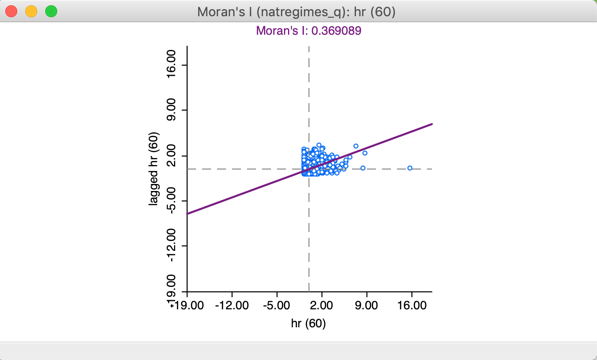 Moran's I (natregimes_q): hr (60)
Moran's I: 0.369089
16.00
9.00
2.00
-5.00
-12.00
-19.00
lagged hr (60)
-19.00 -12.00 -5.00 2.00 9.00 16.00
hr (60)